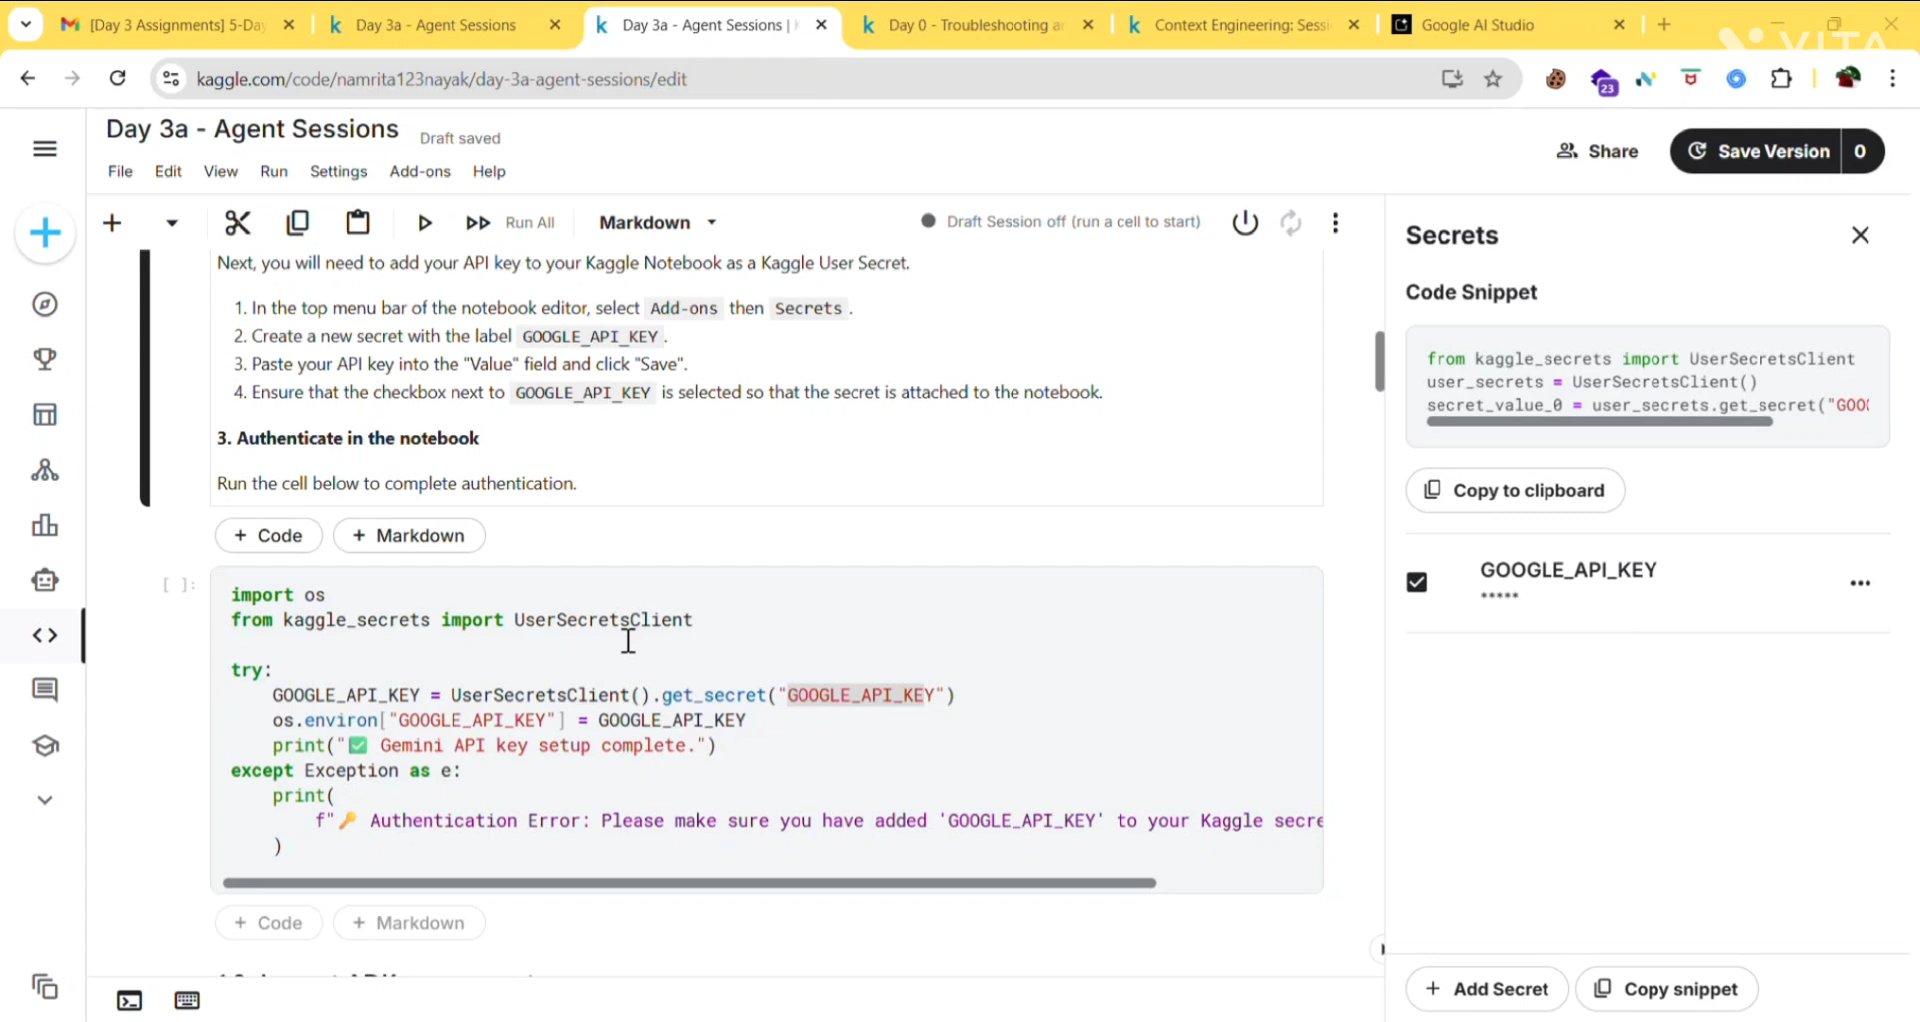 [Day 3 Assignments] 5-Day
Day 3a - Agent Sessions
Day 3a - Agent Sessions |
Day 0 - Troubleshooting a
Context Engineering: Sessi
Google AI Studio
VITA
kaggle.com/code/namrita123nayak/day-3a-agent-sessions/edit
23
Day 3a - Agent Sessions
Draft saved
File Edit View Run Settings Add-ons Help
Share
Save Version
0
Run All
Markdown
Draft Session off (run a cell to start)
Next, you will need to add your API key to your Kaggle Notebook as a Kaggle User Secret.
1. In the top menu bar of the notebook editor, select Add-ons then Secrets .
2. Create a new secret with the label GOOGLE_API_KEY .
3. Paste your API key into the "Value" field and click "Save".
4. Ensure that the checkbox next to GOOGLE_API_KEY is selected so that the secret is attached to the notebook.
3. Authenticate in the notebook
Run the cell below to complete authentication.
+ Code
+ Markdown
[ ]:
import os
from kaggle_secrets import UserSecretsClient
try:
GOOGLE_API_KEY = UserSecretsClient().get_secret("GOOGLE_API_KEY")
os.environ["GOOGLE_API_KEY"] = GOOGLE_API_KEY
print("✅ Gemini API key setup complete.")
except Exception as e:
print(
f"🔑 Authentication Error: Please make sure you have added 'GOOGLE_API_KEY' to your Kaggle secre
)
+ Code
+ Markdown
Secrets
Code Snippet
from kaggle_secrets import UserSecretsClient
user_secrets = UserSecretsClient()
secret_value_0 = user_secrets.get_secret("GOO
Copy to clipboard
GOOGLE_API_KEY
*****
+ Add Secret
Copy snippet